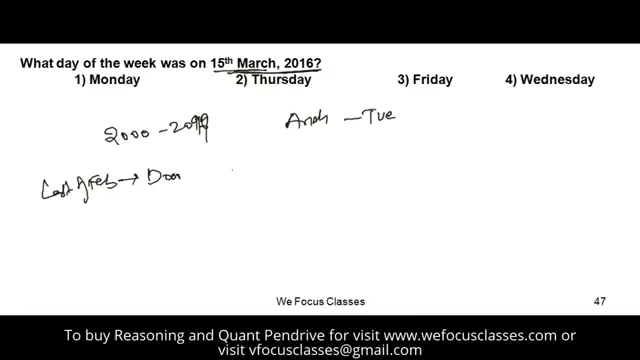 What day of the week was on 15th March, 2016?
1) Monday 2) Thursday 3) Friday 4) Wednesday
2000 - 2099 Anch - Tue
Last of Feb → Doom
We Focus Classes 47
To buy Reasoning and Quant Pendrive for visit www.wefocusclasses.com or
visit vfocusclasses@gmail.com